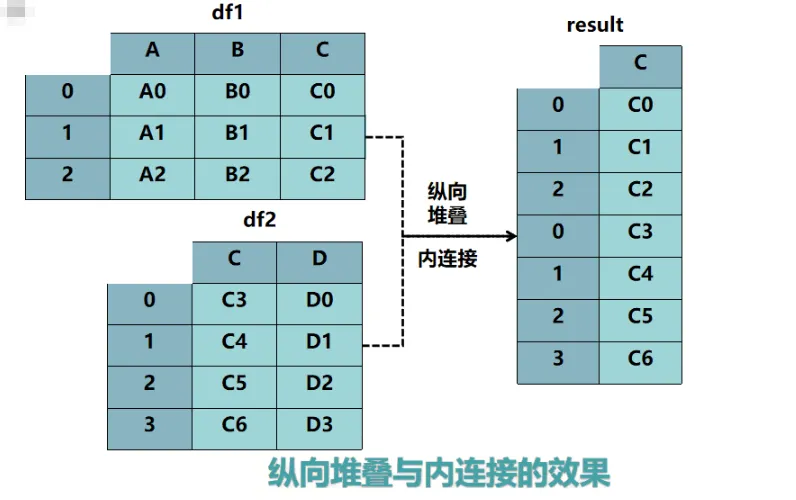 df1
A B C
0 A0 B0 C0
1 A1 B1 C1
2 A2 B2 C2
df2
C D
0 C3 D0
1 C4 D1
2 C5 D2
3 C6 D3
纵向
堆叠
内连接
result
C
0 C0
1 C1
2 C2
0 C3
1 C4
2 C5
3 C6
纵向堆叠与内连接的效果